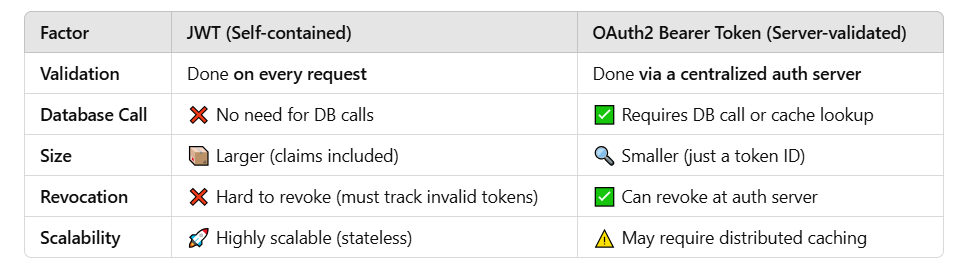 Factor JWT (Self-contained) OAuth2 Bearer Token (Server-validated)
Validation Done on every request Done via a centralized auth server
Database Call ❌ No need for DB calls ✅ Requires DB call or cache lookup
Size 📦 Larger (claims included) 🔍 Smaller (just a token ID)
Revocation ❌ Hard to revoke (must track invalid tokens) ✅ Can revoke at auth server
Scalability 🚀 Highly scalable (stateless) ⚠️ May require distributed caching